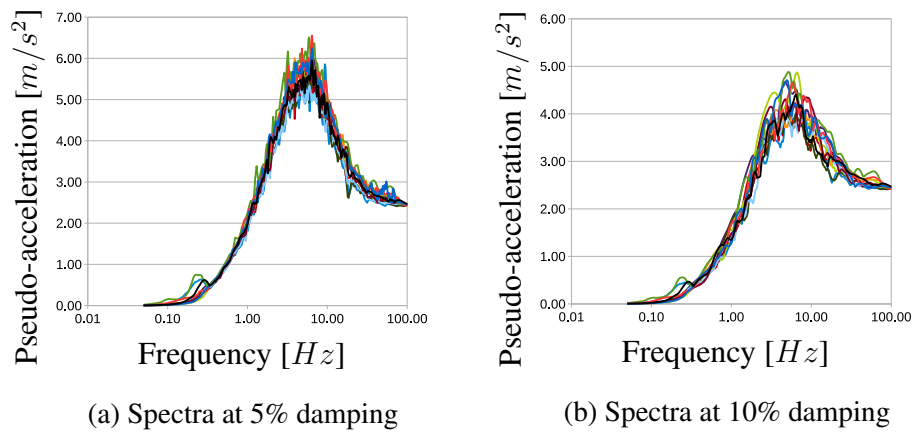 Pseudo-acceleration [m/s²]
7.00
6.00
5.00
4.00
3.00
2.00
1.00
0.00
0.01 0.10 1.00 10.00 100.00
Frequency [Hz]
(a) Spectra at 5% damping
Pseudo-acceleration [m/s²]
6.00
5.00
4.00
3.00
2.00
1.00
0.00
0.01 0.10 1.00 10.00 100.00
Frequency [Hz]
(b) Spectra at 10% damping